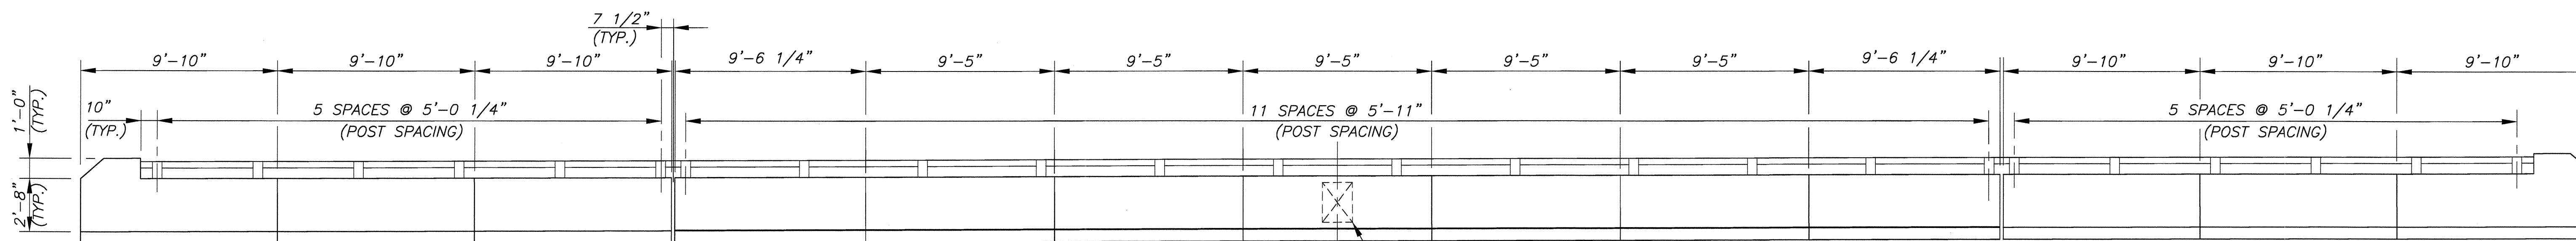 7 1/2"
(TYP.)
9'-10"
9'-10"
9'-10"
9'-6 1/4"
9'-5"
9'-5"
9'-5"
9'-5"
9'-5"
9'-6 1/4"
9'-10"
9'-10"
9'-10"
10"
(TYP.)
5 SPACES @ 5'-0 1/4"
(POST SPACING)
11 SPACES @ 5'-11"
(POST SPACING)
5 SPACES @ 5'-0 1/4"
(POST SPACING)
1'-0"
(TYP.)
2'-8"
(TYP.)